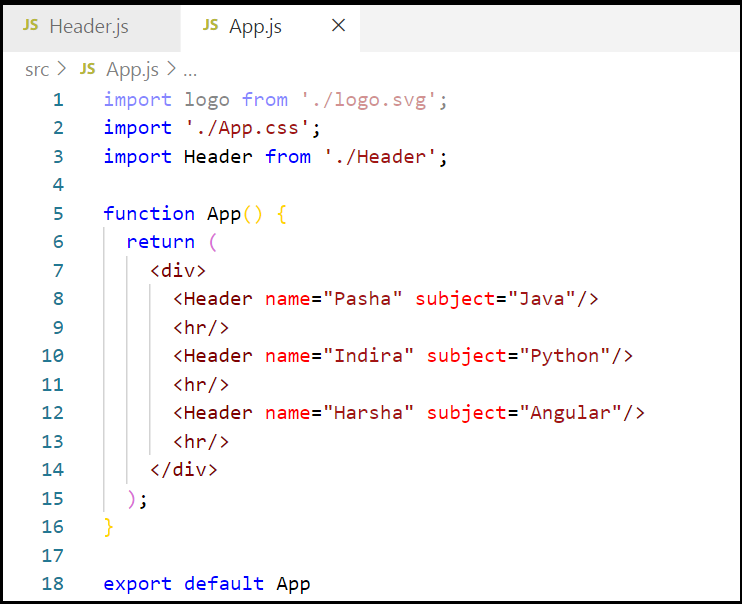 JS Header.js JS App.js ×
src > JS App.js > ...
1 import logo from './logo.svg';
2 import './App.css';
3 import Header from './Header';
4
5 function App() {
6 return (
7 <div>
8 <Header name="Pasha" subject="Java"/>
9 <hr/>
10 <Header name="Indira" subject="Python"/>
11 <hr/>
12 <Header name="Harsha" subject="Angular"/>
13 <hr/>
14 </div>
15 );
16 }
17
18 export default App